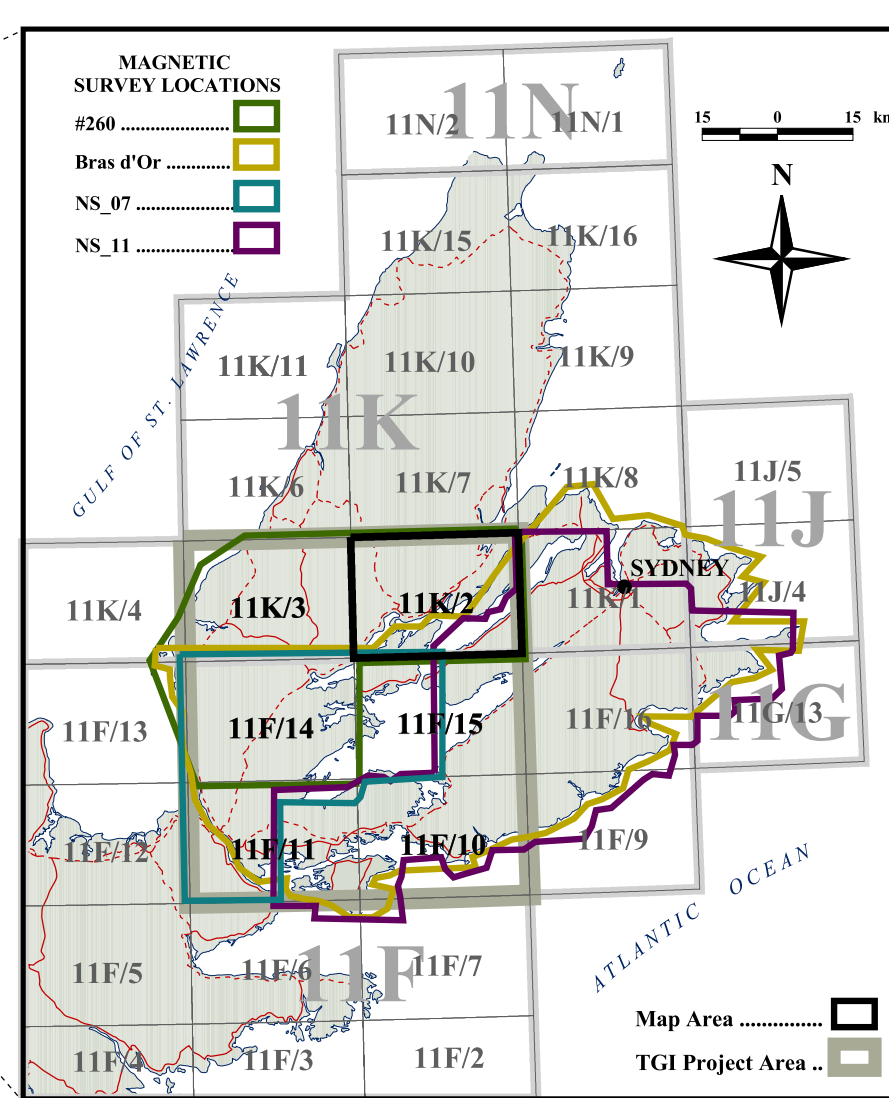 MAGNETIC
SURVEY LOCATIONS
#260 ......................
Bras d'Or .............
NS_07 ...................
NS_11 ...................
11N
11N/2
11N/1
15 0 15 km
N
11K/15
11K/16
GULF OF ST. LAWRENCE
11K/11
11K/10
11K/9
11K
11K/6
11K/7
11K/8
11J/5
11J
SYDNEY
11K/4
11K/3
11K/2
11K/1
11J/4
11F/13
11F/14
11F/15
11F/16
11G/13
11G
11F/12
11F/11
11F/10
11F/9
ATLANTIC OCEAN
11F
11F/5
11F/6
11F/7
11F/4
11F/3
11F/2
Map Area ...............
TGI Project Area ..